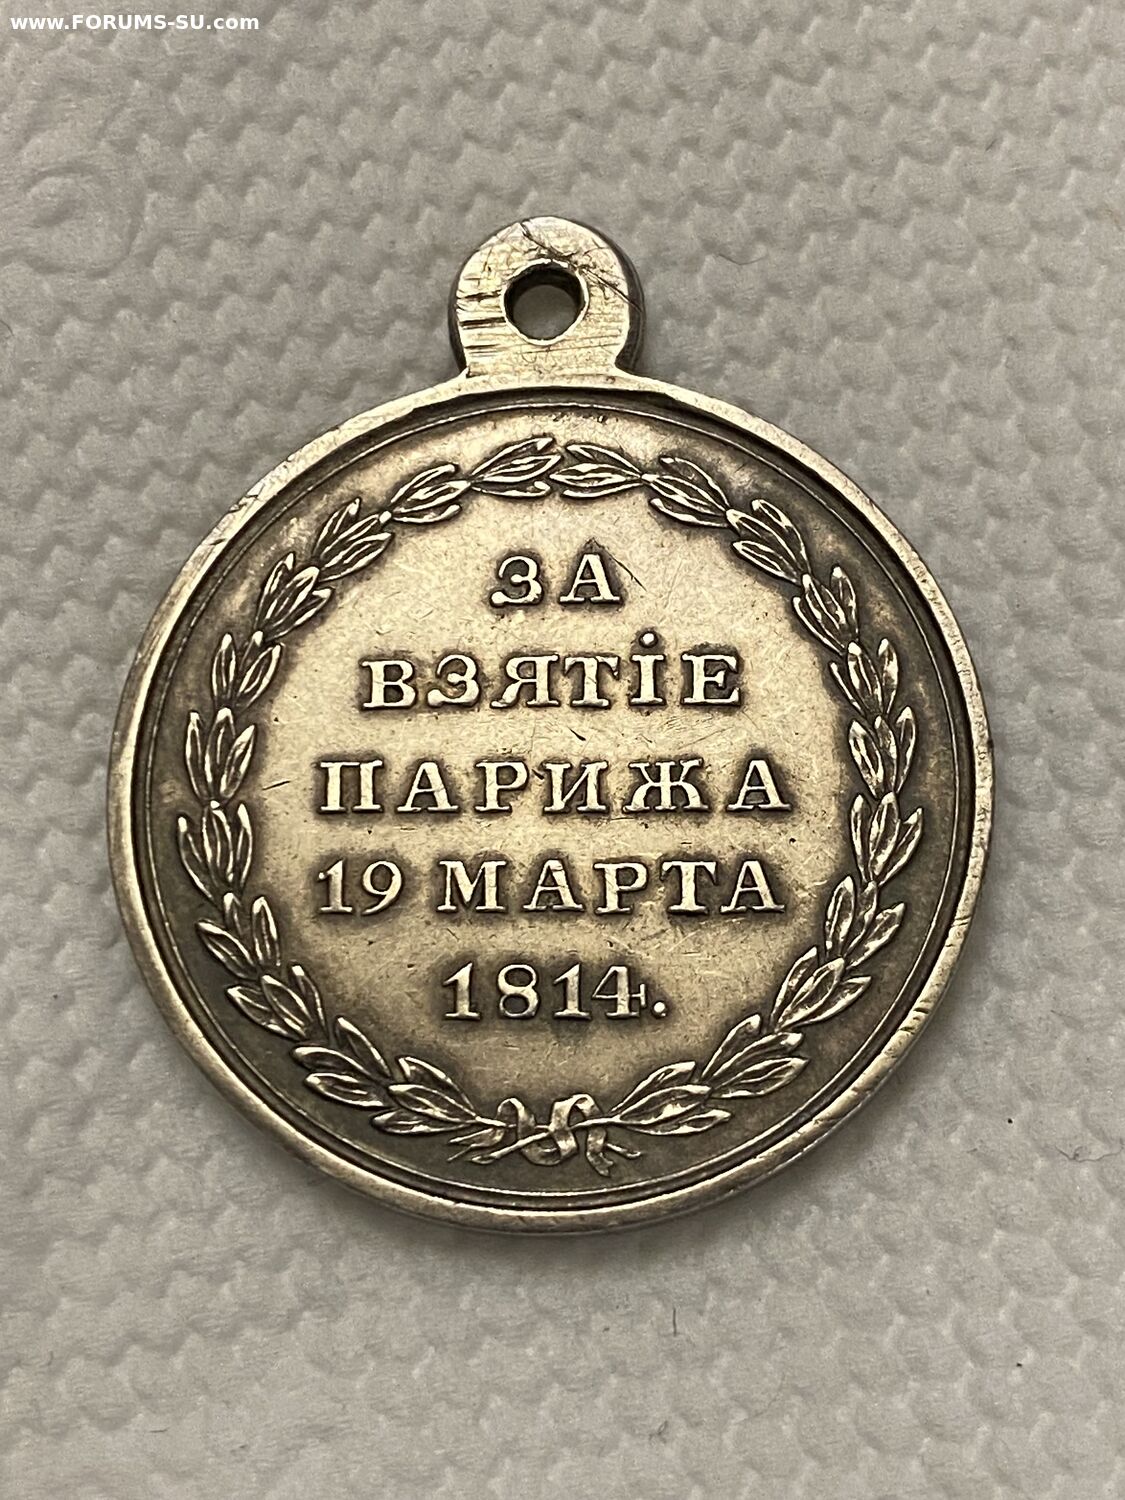 www.FORUMS-SU.com
ЗА
ВЗЯТІЕ
ПАРИЖА
19 МАРТА
1814.